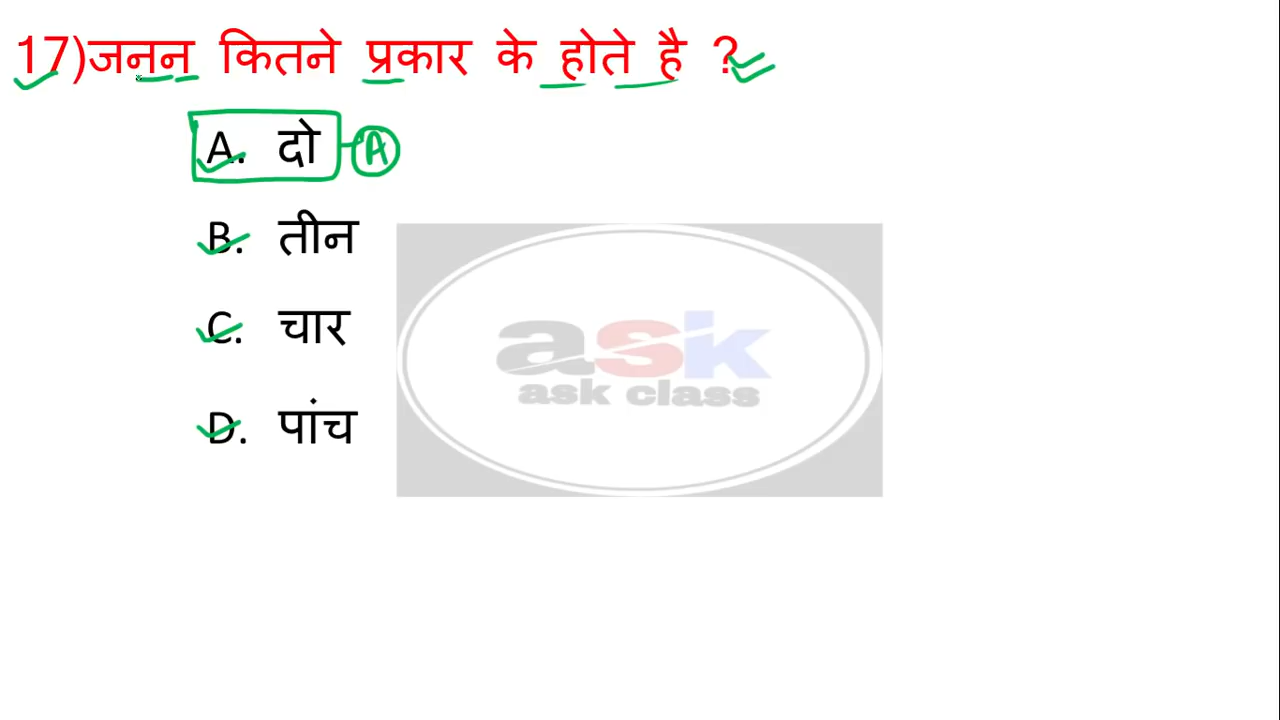 17)जनन कितने प्रकार के होते है ?
A. दो A
B. तीन
C. चार
D. पांच
ask
ask class